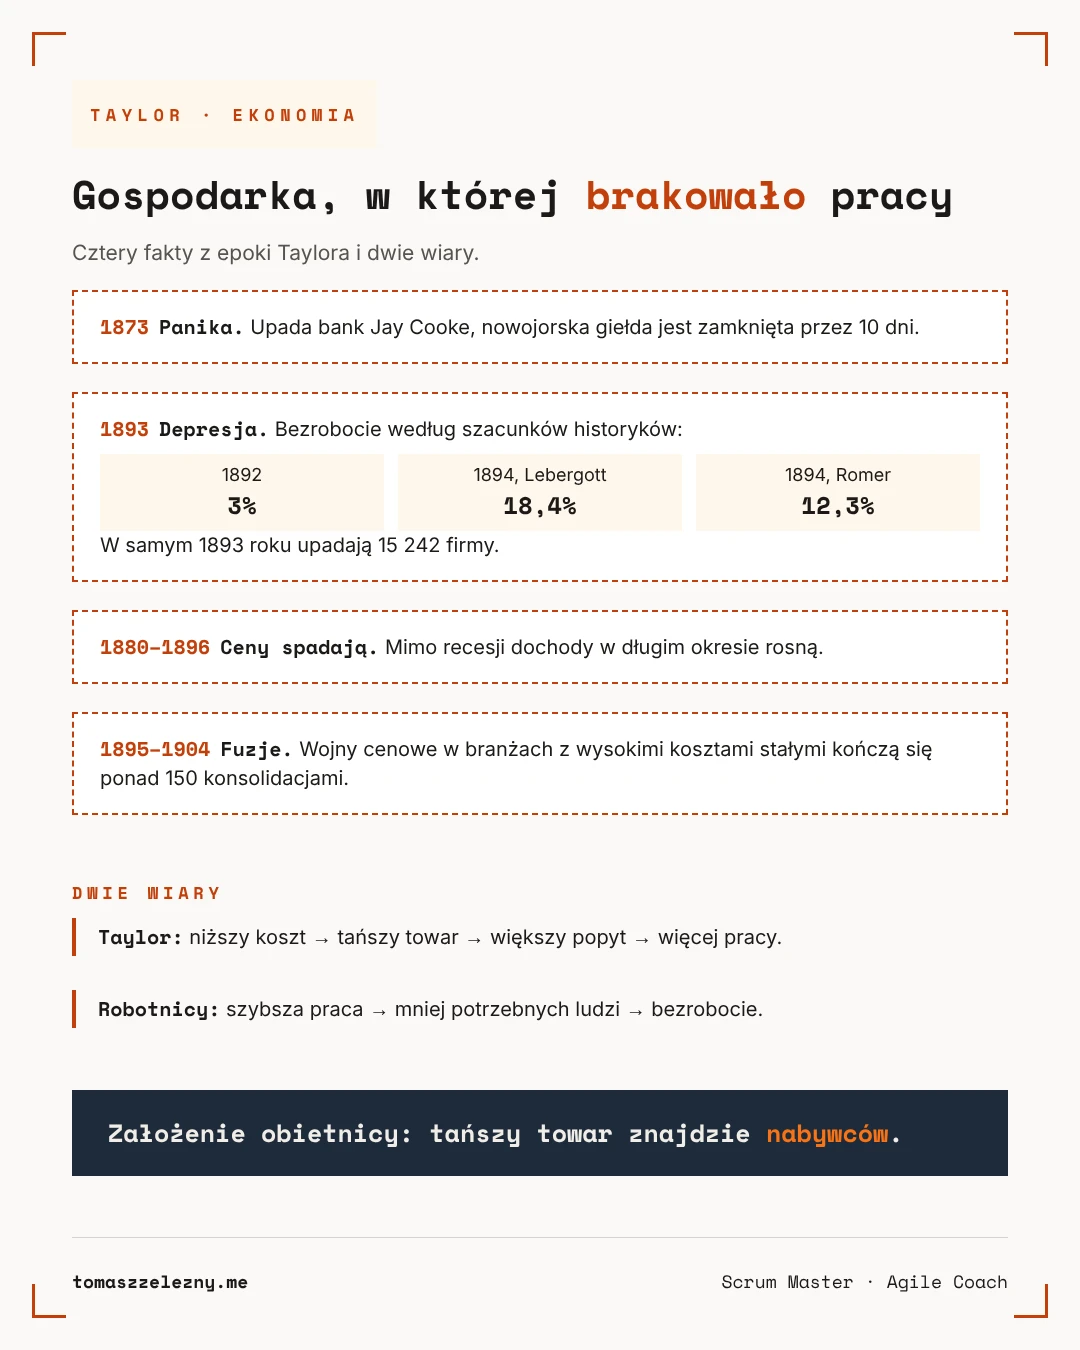 TAYLOR · EKONOMIA
Gospodarka, w której brakowało pracy
Cztery fakty z epoki Taylora i dwie wiary.
1873 Panika. Upada bank Jay Cooke, nowojorska giełda jest zamknięta przez 10 dni.
1893 Depresja. Bezrobocie według szacunków historyków:
1892
3%
1894, Lebergott
18,4%
1894, Romer
12,3%
W samym 1893 roku upadają 15 242 firmy.
1880–1896 Ceny spadają. Mimo recesji dochody w długim okresie rosną.
1895–1904 Fuzje. Wojny cenowe w branżach z wysokimi kosztami stałymi kończą się
ponad 150 konsolidacjami.
DWIE WIARY
Taylor: niższy koszt → tańszy towar → większy popyt → więcej pracy.
Robotnicy: szybsza praca → mniej potrzebnych ludzi → bezrobocie.
Założenie obietnicy: tańszy towar znajdzie nabywców.
tomaszzelezny.me
Scrum Master · Agile Coach